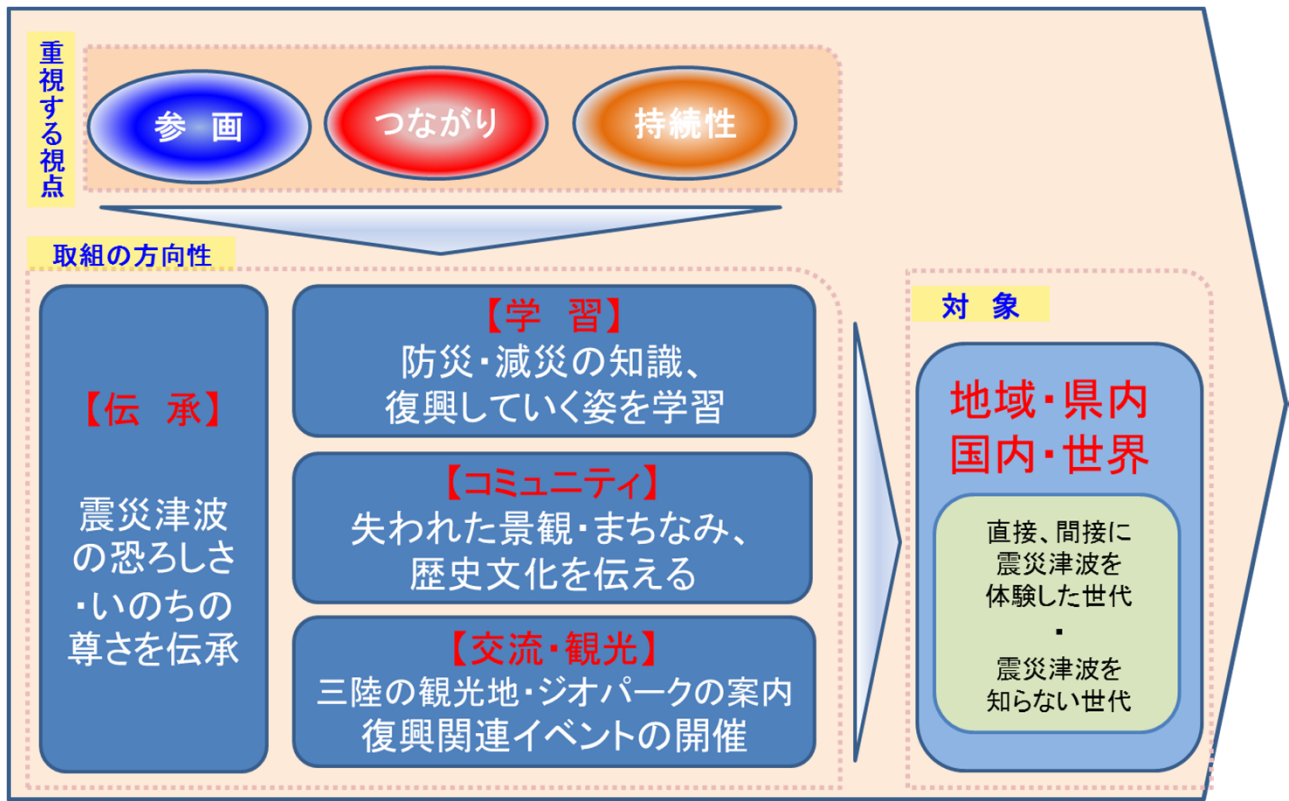 重視する視点
参　画
つながり
持続性
取組の方向性
【伝　承】
震災津波
の恐ろしさ
・いのちの
尊さを伝承
【学　習】
防災・減災の知識、
復興していく姿を学習
【コミュニティ】
失われた景観・まちなみ、
歴史文化を伝える
【交流・観光】
三陸の観光地・ジオパークの案内
復興関連イベントの開催
対　象
地域・県内
国内・世界
直接、間接に
震災津波を
体験した世代
・
震災津波を
知らない世代